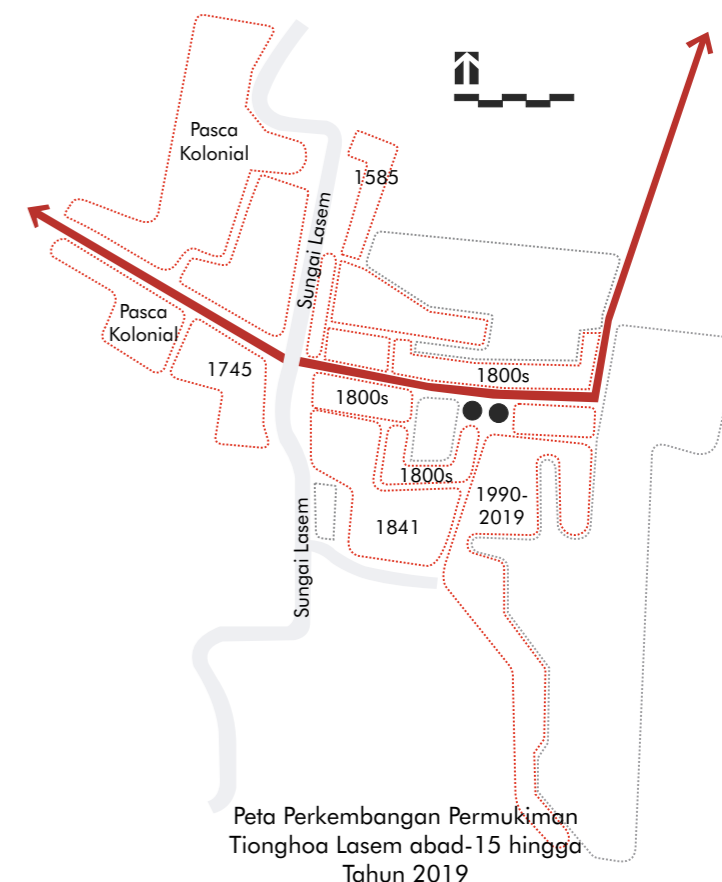 Pasca
Kolonial
1585
Sungai Lasem
Pasca
Kolonial
1745
1800s
1800s
1800s
1990-
2019
1841
Sungai Lasem
Peta Perkembangan Permukiman
Tionghoa Lasem abad-15 hingga
Tahun 2019